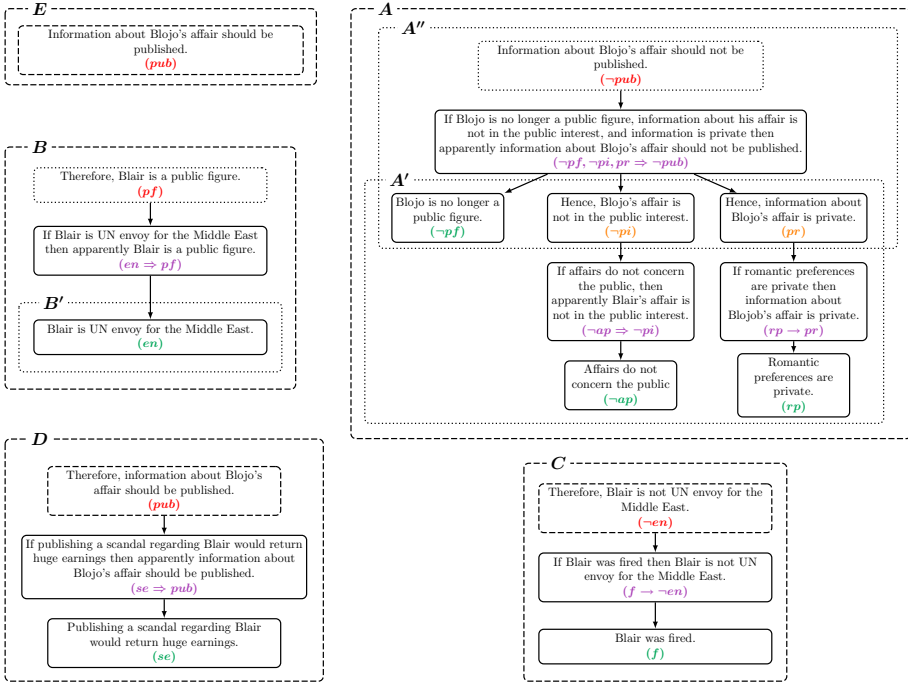 E
Information about Blojo's affair should be
published.
(pub)
A
A''
Information about Blojo's affair should not be
published.
(¬pub)
If Blojo is no longer a public figure, information about his affair is
not in the public interest, and information is private then
apparently information about Blojo's affair should not be published.
(¬pf, ¬pi, pr ⇒ ¬pub)
A'
Blojo is no longer a
public figure.
(¬pf)
Hence, Blojo's affair is
not in the public interest.
(¬pi)
Hence, information about
Blojo's affair is private.
(pr)
If affairs do not concern
the public, then
apparently Blair's affair is
not in the public interest.
(¬ap ⇒ ¬pi)
If romantic preferences
are private then
information about
Blojob's affair is private.
(rp → pr)
Affairs do not
concern the public
(¬ap)
Romantic
preferences are
private.
(rp)
B
Therefore, Blair is a public figure.
(pf)
If Blair is UN envoy for the Middle East
then apparently Blair is a public figure.
(en ⇒ pf)
B'
Blair is UN envoy for the Middle East.
(en)
D
Therefore, information about Blojo's
affair should be published.
(pub)
If publishing a scandal regarding Blair would return
huge earnings then apparently information about
Blojo's affair should be published.
(se ⇒ pub)
Publishing a scandal regarding Blair
would return huge earnings.
(se)
C
Therefore, Blair is not UN envoy for the
Middle East.
(¬en)
If Blair was fired then Blair is not UN
envoy for the Middle East.
(f → ¬en)
Blair was fired.
(f)